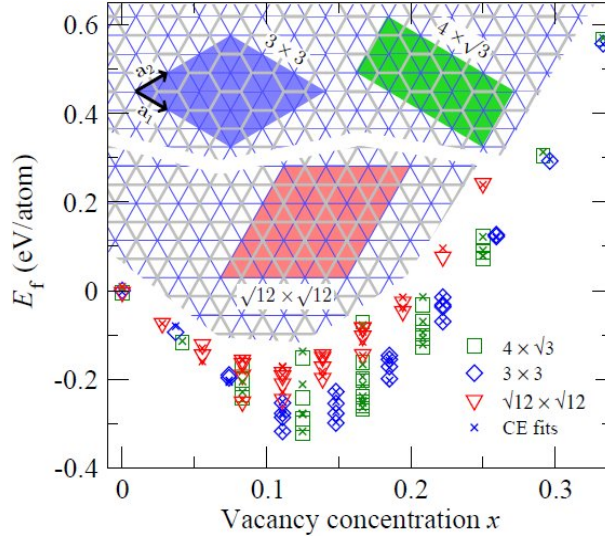 0.6
0.4
0.2
0
-0.2
-0.4
E_f (eV/atom)
a₂
a₁
3 × 3
4 × √3
√12 × √12
4 × √3
3 × 3
√12 × √12
CE fits
0
0.1
0.2
0.3
Vacancy concentration x